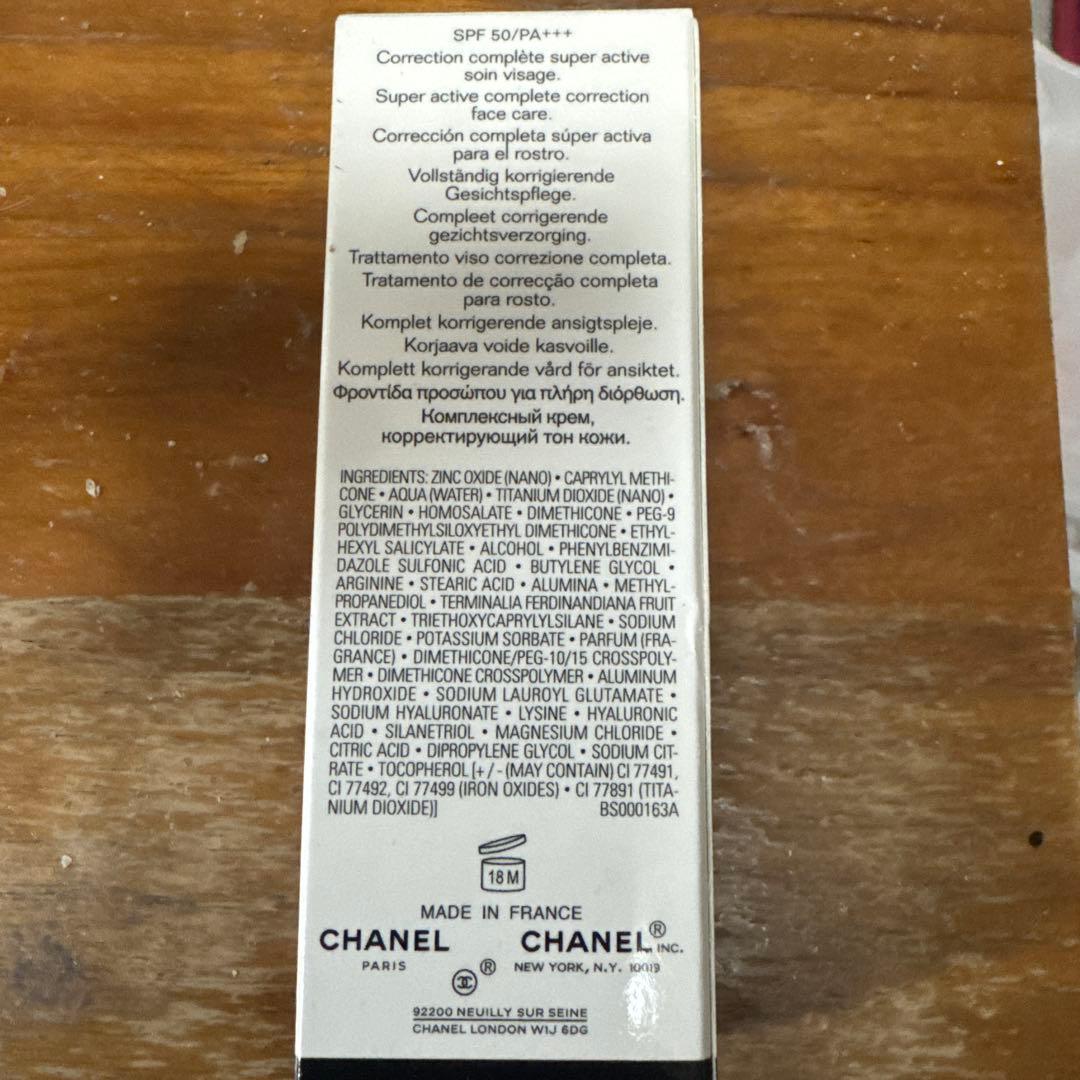 SPF 50/PA+++
Correction complète super active
soin visage.
Super active complete correction
face care.
Corrección completa súper activa
para el rostro.
Vollständig korrigierende
Gesichtspflege.
Compleet corrigerende
gezichtsverzorging.
Trattamento viso correzione completa.
Tratamento de correcção completa
para rosto.
Komplet korrigerende ansigtspleje.
Korjaava voide kasvoille.
Komplett korrigerande vård för ansiktet.
Φροντίδα προσώπου για πλήρη διόρθωση.
Комплексный крем,
корректирующий тон кожи.
INGREDIENTS: ZINC OXIDE (NANO) • CAPRYLYL METHI-
CONE • AQUA (WATER) • TITANIUM DIOXIDE (NANO) •
GLYCERIN • HOMOSALATE • DIMETHICONE • PEG-9
POLYDIMETHYLSILOXYETHYL DIMETHICONE • ETHYL-
HEXYL SALICYLATE • ALCOHOL • PHENYLBENZIMI-
DAZOLE SULFONIC ACID • BUTYLENE GLYCOL •
ARGININE • STEARIC ACID • ALUMINA • METHYL-
PROPANEDIOL • TERMINALIA FERDINANDIANA FRUIT
EXTRACT • TRIETHOXYCAPRYLYLSILANE • SODIUM
CHLORIDE • POTASSIUM SORBATE • PARFUM (FRA-
GRANCE) • DIMETHICONE/PEG-10/15 CROSSPOLY-
MER • DIMETHICONE CROSSPOLYMER • ALUMINUM
HYDROXIDE • SODIUM LAUROYL GLUTAMATE •
SODIUM HYALURONATE • LYSINE • HYALURONIC
ACID • SILANETRIOL • MAGNESIUM CHLORIDE •
CITRIC ACID • DIPROPYLENE GLYCOL • SODIUM CIT-
RATE • TOCOPHEROL [+/-(MAY CONTAIN) CI 77491,
CI 77492, CI 77499 (IRON OXIDES) • CI 77891 (TITA-
NIUM DIOXIDE)] BS000163A
18 M
MADE IN FRANCE
CHANEL CHANEL® INC.
PARIS ® NEW YORK, N.Y. 10019
92200 NEUILLY SUR SEINE
CHANEL LONDON W1J 6DG